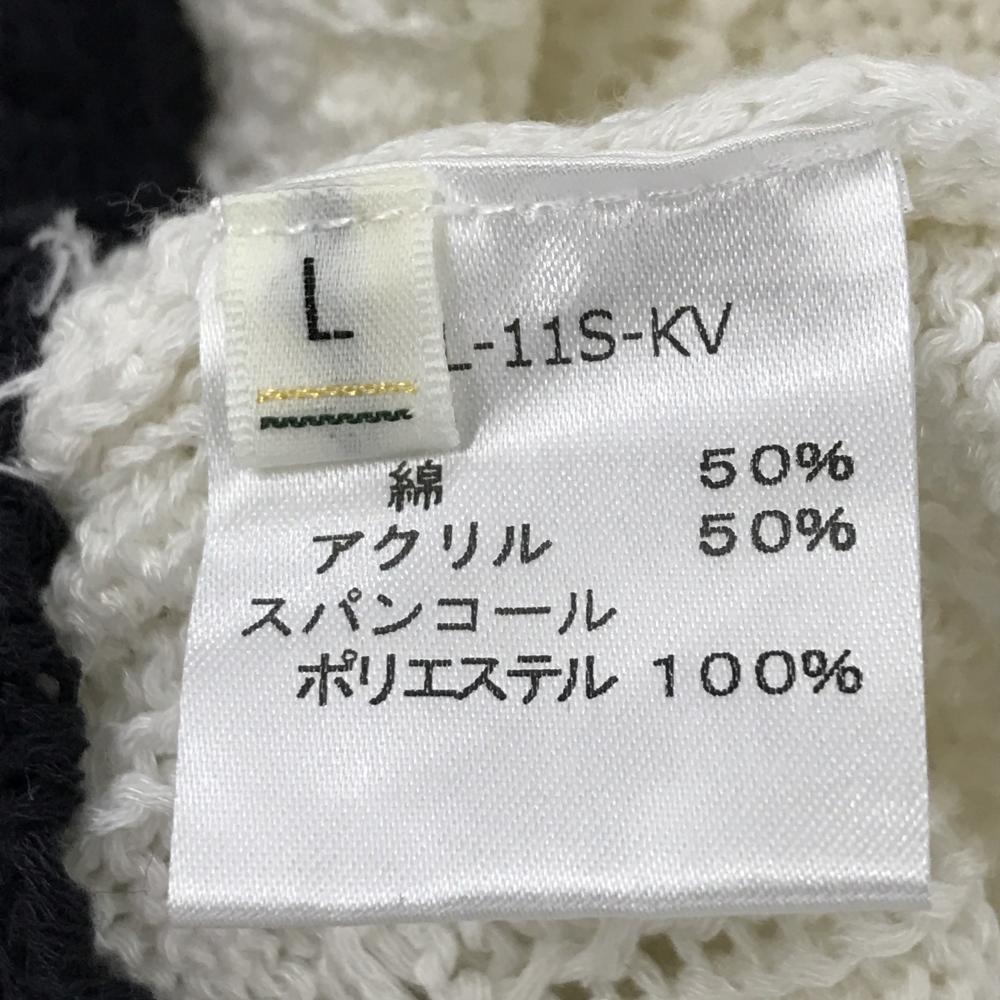 L
L-11S-KV
綿 50%
アクリル 50%
スパンコール
ポリエステル 100%